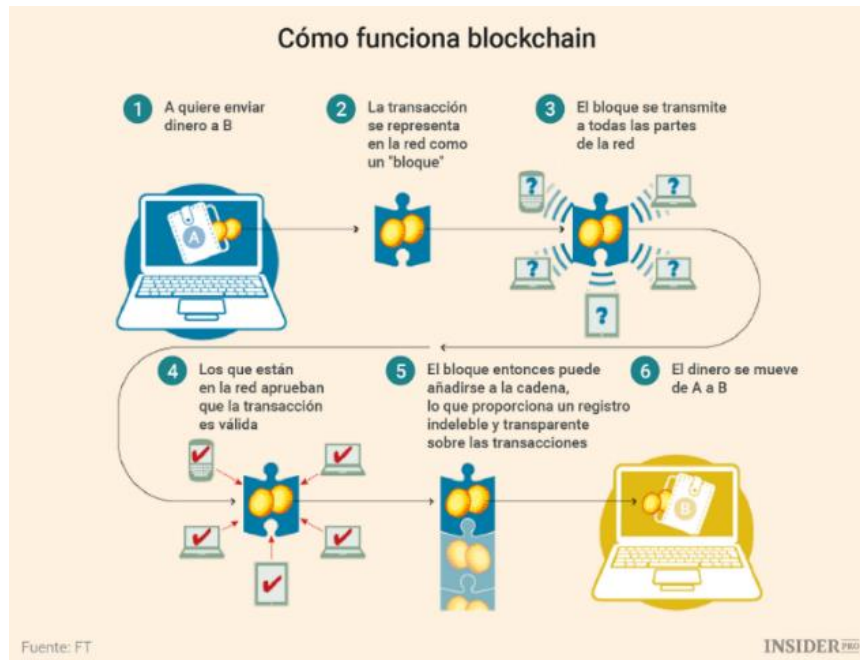 Cómo funciona blockchain
1
A quiere enviar
dinero a B
2
La transacción
se representa
en la red como
un "bloque"
3
El bloque se transmite
a todas las partes
de la red
A
?
?
?
?
?
4
Los que están
en la red aprueban
que la transacción
es válida
5
El bloque entonces puede
añadirse a la cadena,
lo que proporciona un registro
indeleble y transparente
sobre las transacciones
6
El dinero se mueve
de A a B
B
Fuente: FT
INSIDER PRO